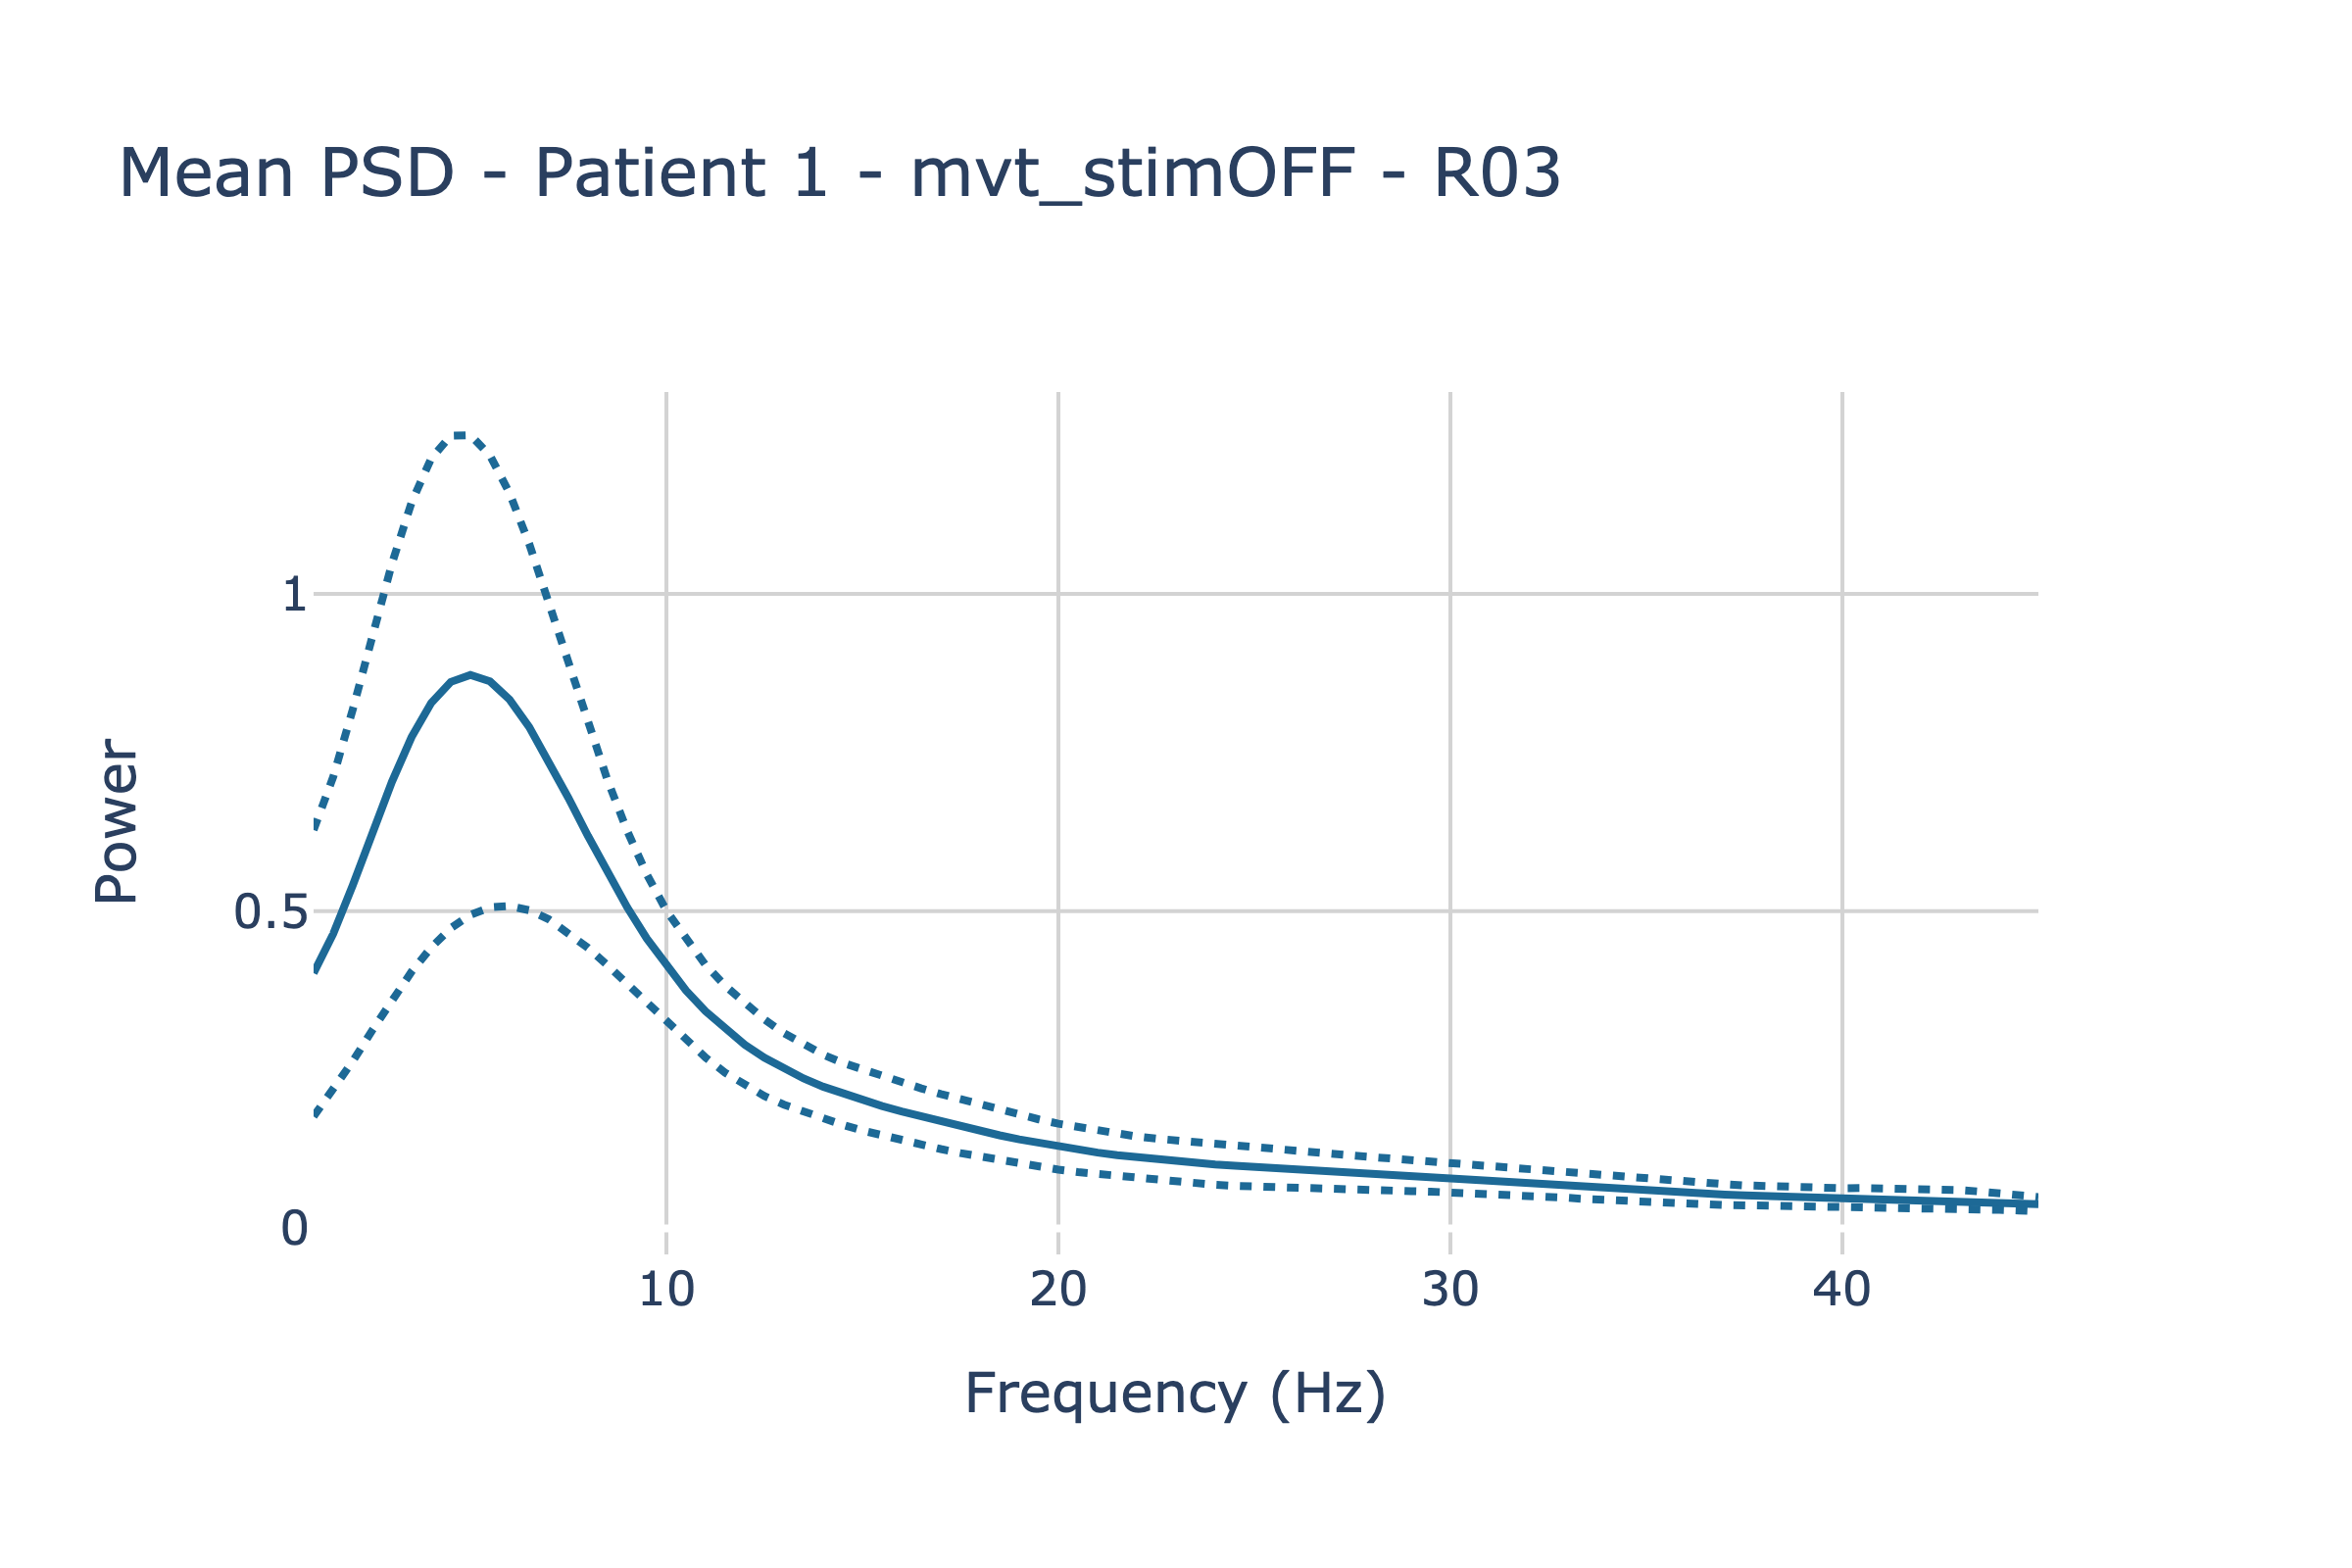 Mean PSD - Patient 1 - mvt_stimOFF - R03
1
0.5
0
Power
10 20 30 40
Frequency (Hz)